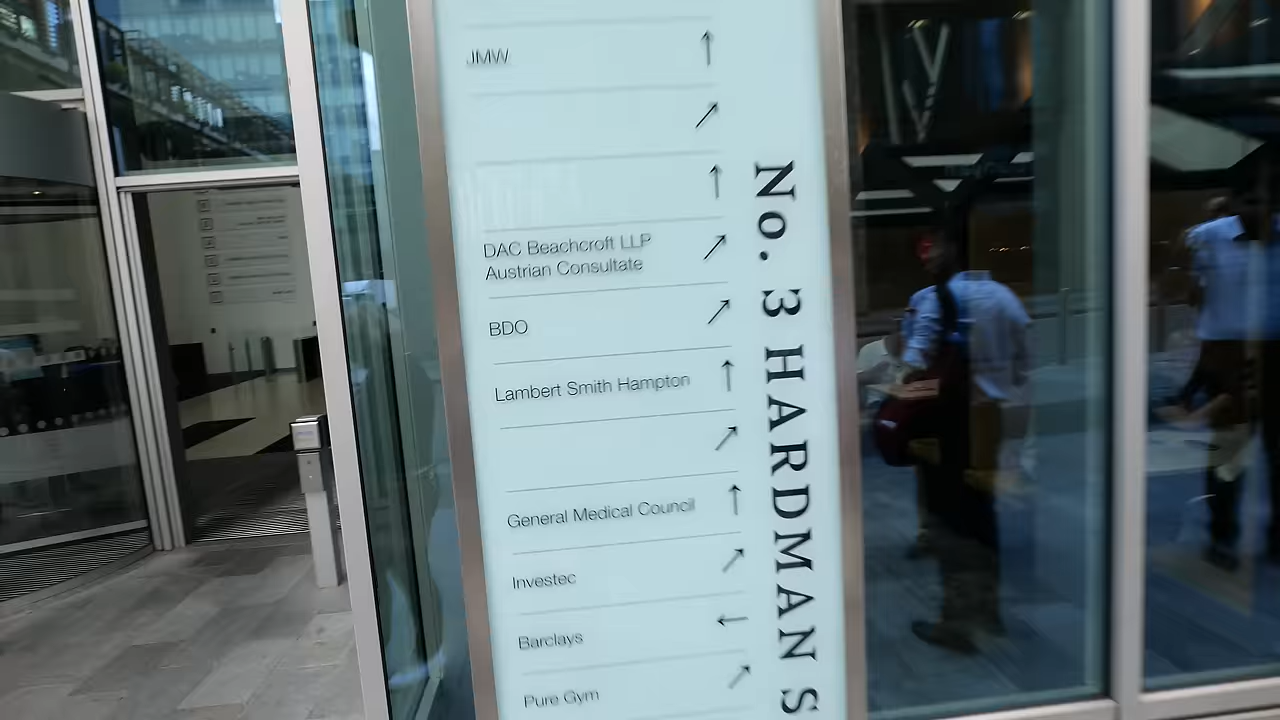 JMW
DAC Beachcroft LLP
Austrian Consultate
BDO
Lambert Smith Hampton
General Medical Council
Investec
Barclays
Pure Gym
No. 3 HARDMAN S